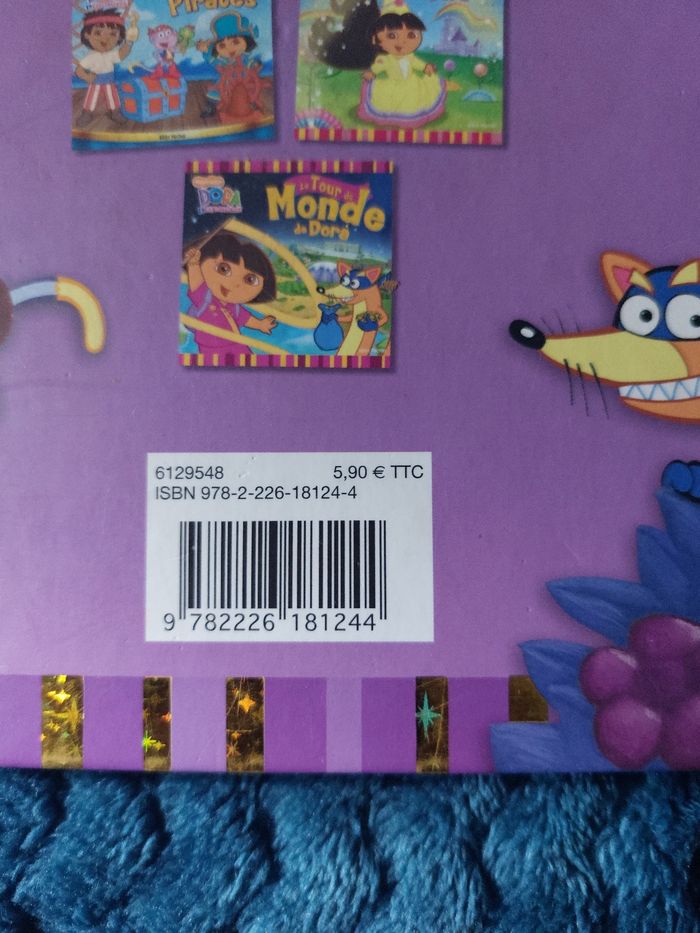 Pirates
DORA
Le Tour du
Monde
de Dora
6129548 5,90 € TTC
ISBN 978-2-226-18124-4
9 782226 181244